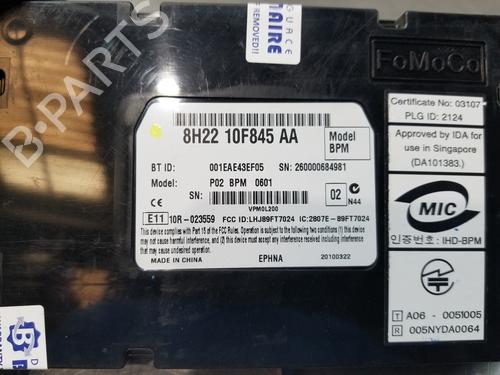 FoMoCo
Certificate No: 03107
PLG ID: 2124
Approved by IDA for
use in Singapore
(DA101383.)
MIC
인증번호: IHD-BPM
T A06 - 0051005
R 005NYDA0064
8H22 10F845 AA
Model
BPM
BT ID: 001EAE43EF05 SN: 260000684981
Model: P02 BPM 0601
SN:
VPM0L200
02
N44
E11 10R-023559 FCC ID:LHJ89FT7024 IC:2807E-89FT7024
This device complies with Part 15 of the FCC Rules. Operation is subject to the following two
conditions: (1) this device may not cause harmful interference, and (2) this device must accept any
interference received, including interference that may cause undesired operation.
MADE IN CHINA EPHNA 20100322
B-PARTS
REMOVED!!